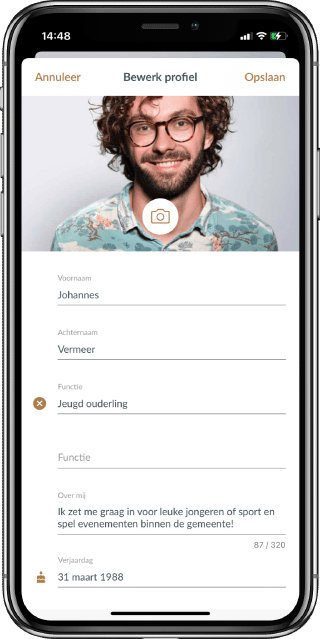 14:48
Annuleer Bewerk profiel Opslaan
Voornaam
Johannes
Achternaam
Vermeer
Functie
Jeugd ouderling
Functie
Over mij
Ik zet me graag in voor leuke jongeren of sport en
spel evenementen binnen de gemeente!
87 / 320
Verjaardag
31 maart 1988